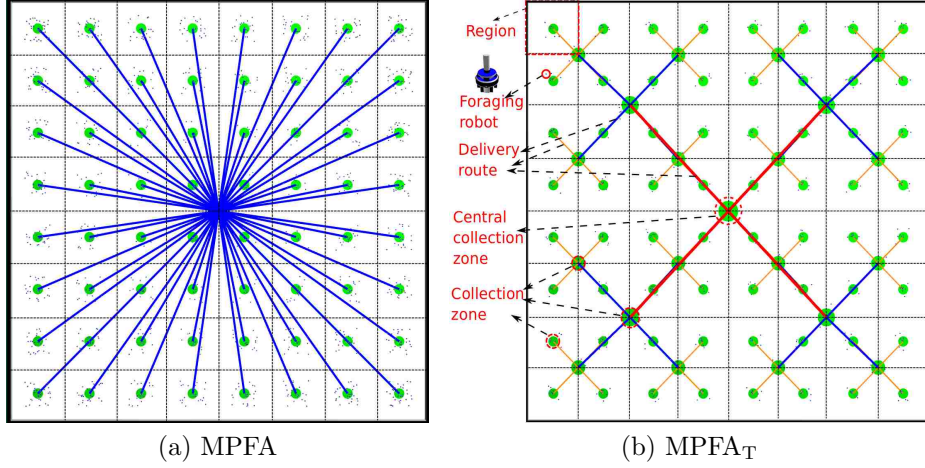 Region
Foraging
robot
Delivery
route
Central
collection
zone
Collection
zone
(a) MPFA
(b) MPFA_T